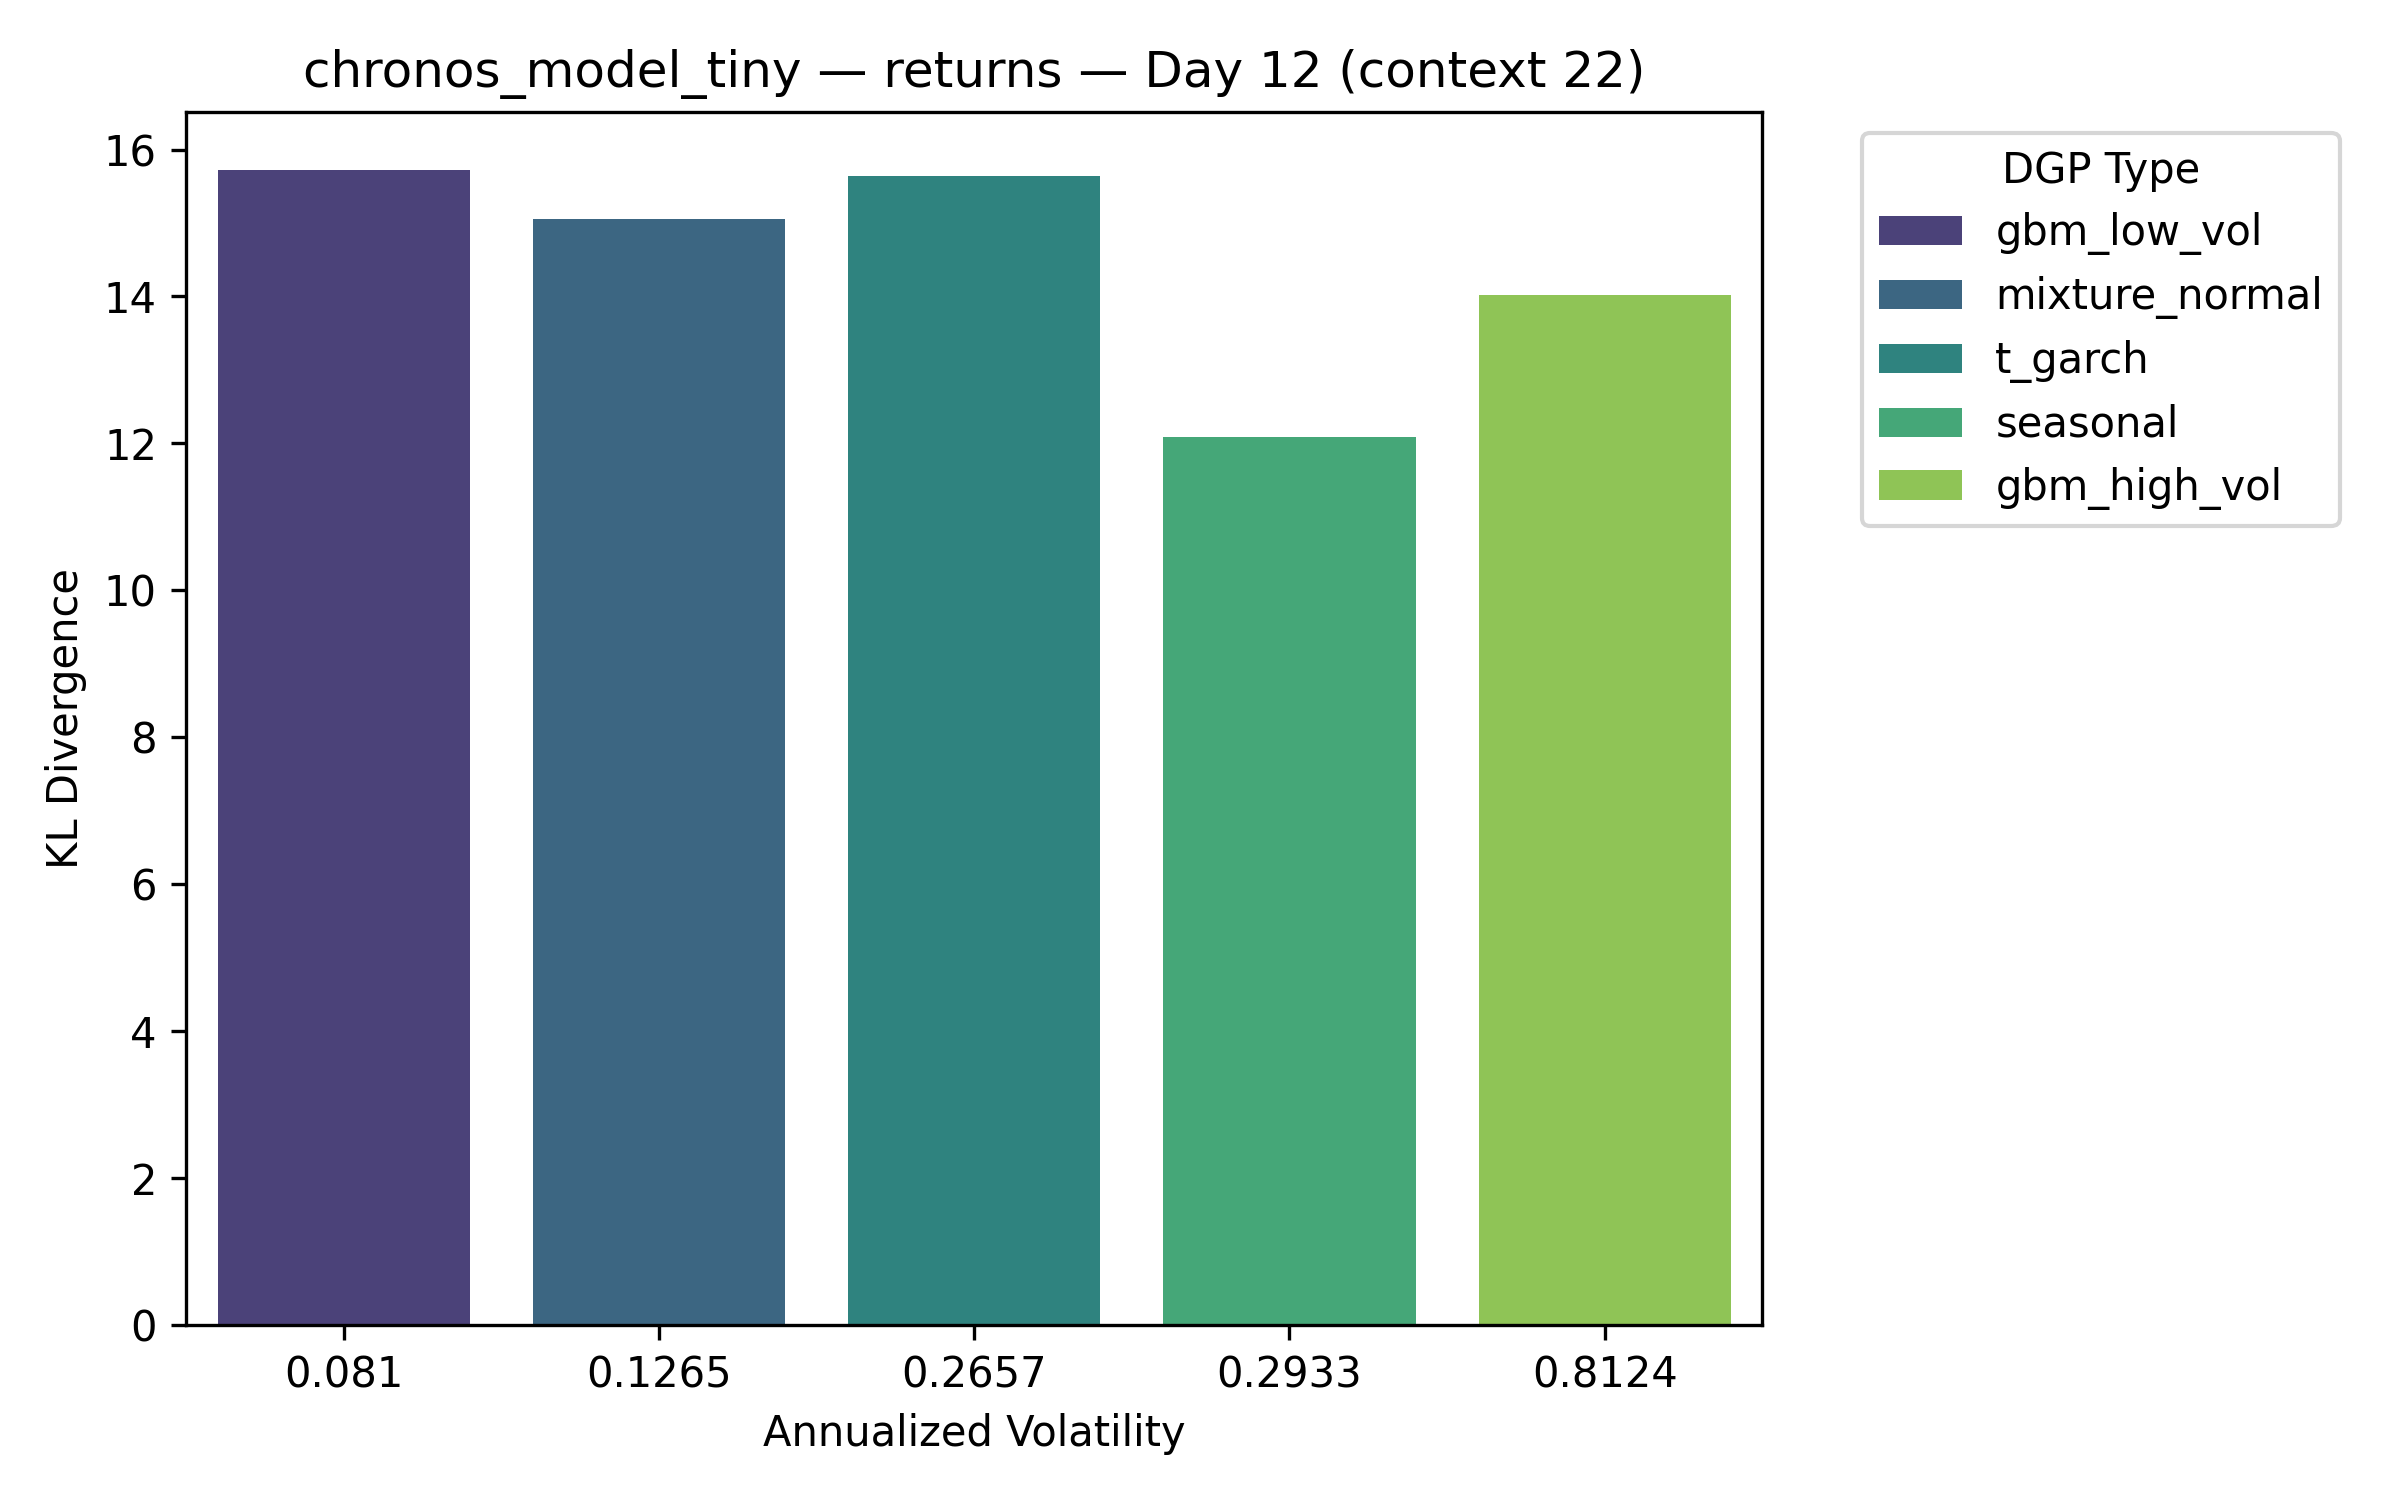 chronos_model_tiny — returns — Day 12 (context 22)
KL Divergence
16
14
12
10
8
6
4
2
0
0.081 0.1265 0.2657 0.2933 0.8124
Annualized Volatility
DGP Type
gbm_low_vol
mixture_normal
t_garch
seasonal
gbm_high_vol